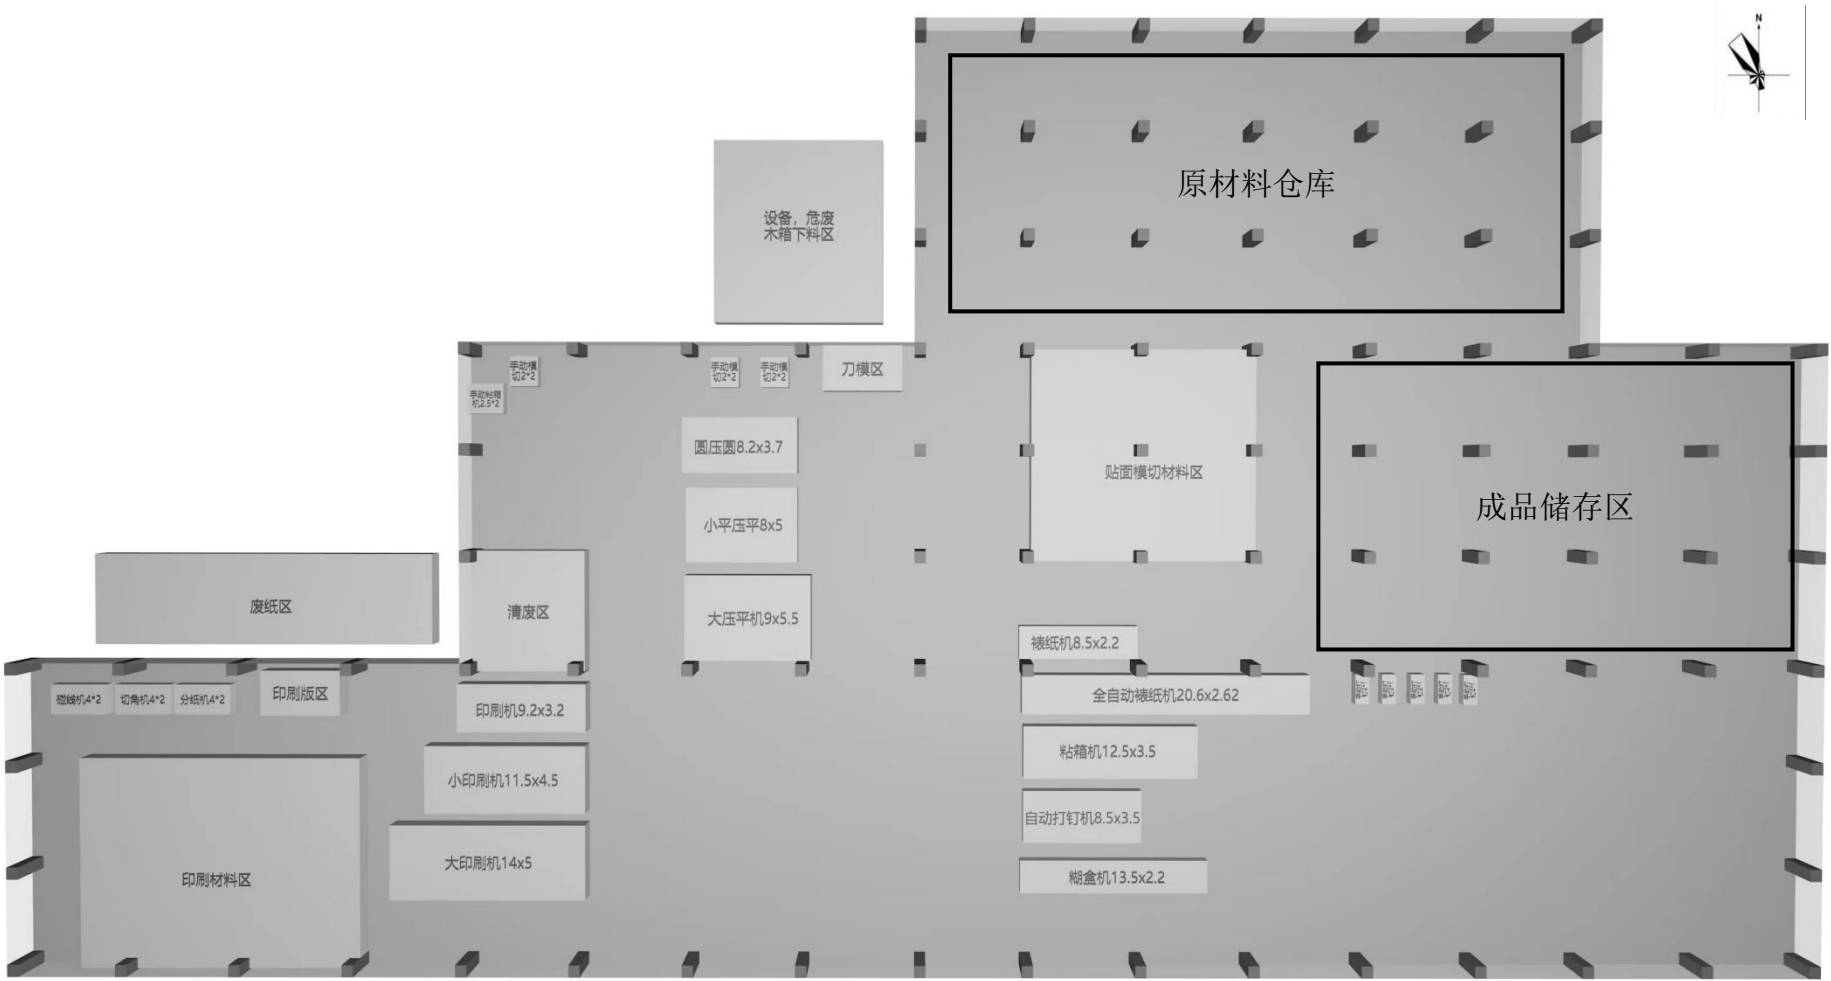 N
原材料仓库
设备，危废
木箱下料区
手动模
切2*2
手动模
切2*2
手动模
切2*2
刀模区
手动粘箱
机2.5*2
圆压圆8.2x3.7
贴面模切材料区
成品储存区
小平压平8x5
废纸区
清废区
大压平机9x5.5
裱纸机8.5x2.2
碰线机4*2
切角机4*2
分纸机4*2
印刷版区
印刷机9.2x3.2
全自动裱纸机20.6x2.62
小印刷机11.5x4.5
粘箱机12.5x3.5
自动打钉机8.5x3.5
印刷材料区
大印刷机14x5
糊盒机13.5x2.2